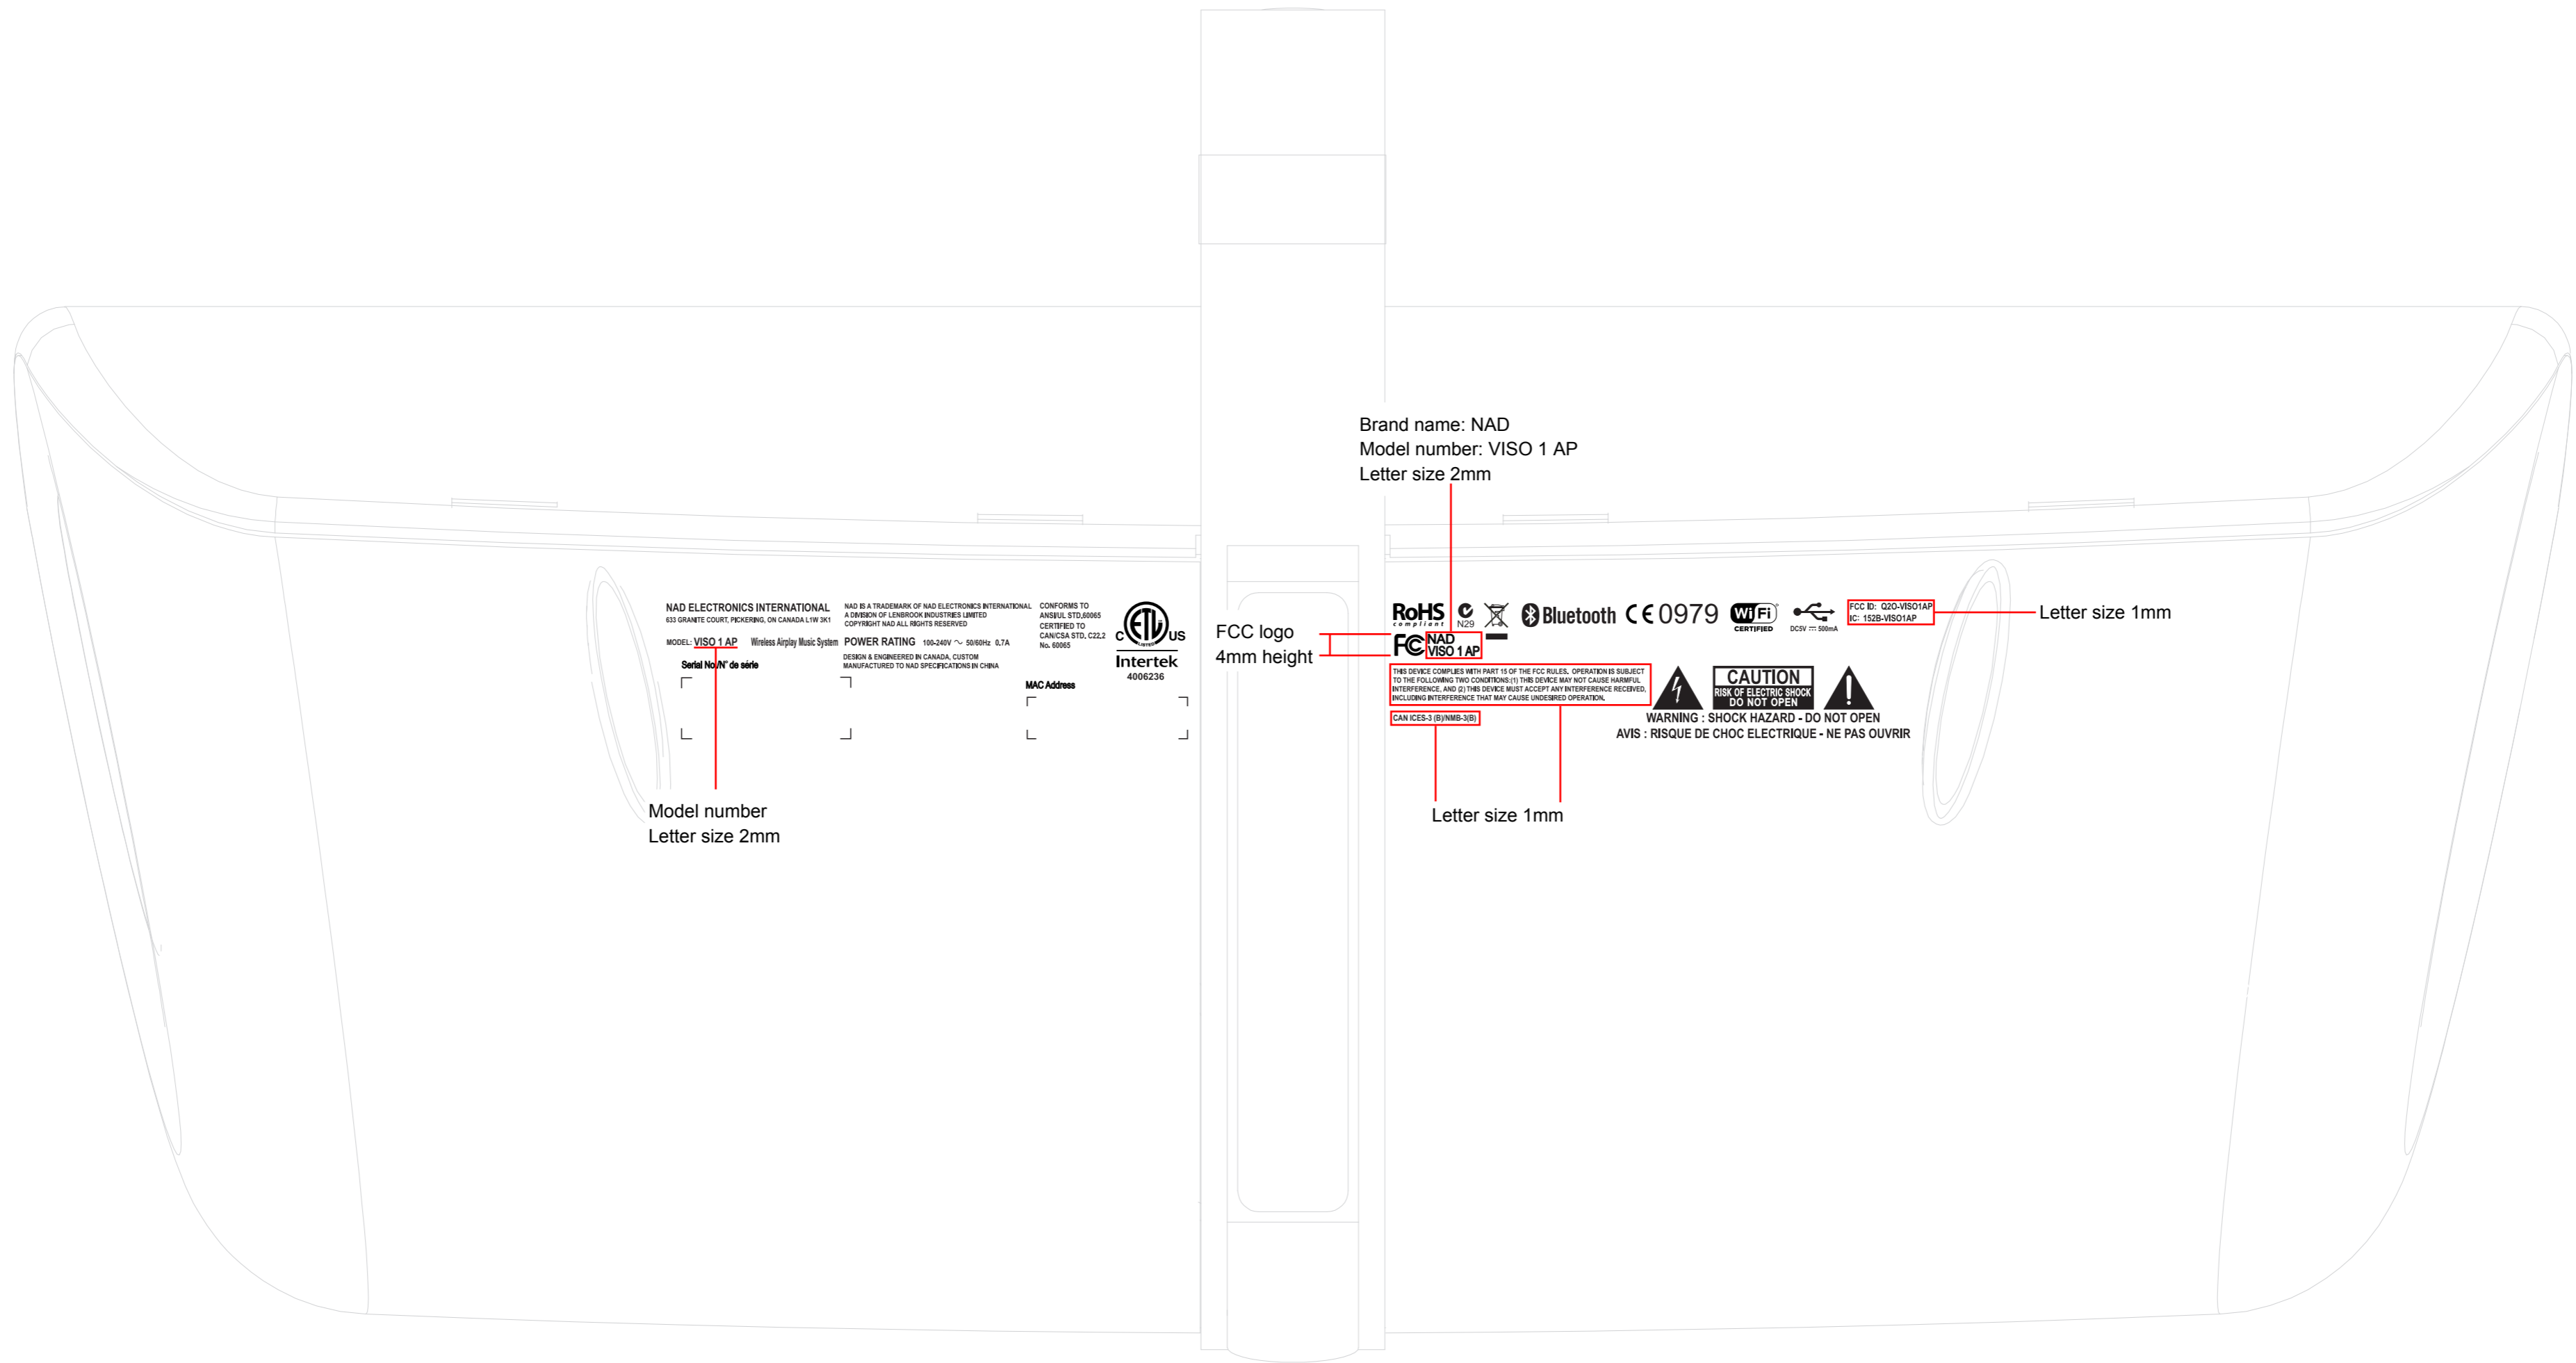 Brand name: NAD
Model number: VISO 1 AP
Letter size 2mm
NAD ELECTRONICS INTERNATIONAL
633 GRANITE COURT, PICKERING, ON CANADA L1W 3K1
MODEL: VISO 1 AP Wireless Airplay Music System
Serial No./N° de série
NAD IS A TRADEMARK OF NAD ELECTRONICS INTERNATIONAL
A DIVISION OF LENBROOK INDUSTRIES LIMITED
COPYRIGHT NAD ALL RIGHTS RESERVED
POWER RATING 100-240V ~ 50/60Hz 0.7A
DESIGN & ENGINEERED IN CANADA, CUSTOM
MANUFACTURED TO NAD SPECIFICATIONS IN CHINA
CONFORMS TO
ANSI/UL STD.60065
CERTIFIED TO
CAN/CSA STD. C22.2
No. 60065
MAC Address
C ETL US
LISTED
Intertek
4006236
Model number
Letter size 2mm
FCC logo
4mm height
RoHS
compliant
N29
Bluetooth
CE0979
Wi Fi
CERTIFIED
DC5V ⎓ 500mA
FCC ID: Q2O-VISO1AP
IC: 152B-VISO1AP
Letter size 1mm
FC
NAD
VISO 1 AP
THIS DEVICE COMPLIES WITH PART 15 OF THE FCC RULES. OPERATION IS SUBJECT
TO THE FOLLOWING TWO CONDITIONS:(1) THIS DEVICE MAY NOT CAUSE HARMFUL
INTERFERENCE, AND (2) THIS DEVICE MUST ACCEPT ANY INTERFERENCE RECEIVED,
INCLUDING INTERFERENCE THAT MAY CAUSE UNDESIRED OPERATION.
CAN ICES-3 (B)/NMB-3(B)
CAUTION
RISK OF ELECTRIC SHOCK
DO NOT OPEN
WARNING : SHOCK HAZARD - DO NOT OPEN
AVIS : RISQUE DE CHOC ELECTRIQUE - NE PAS OUVRIR
Letter size 1mm